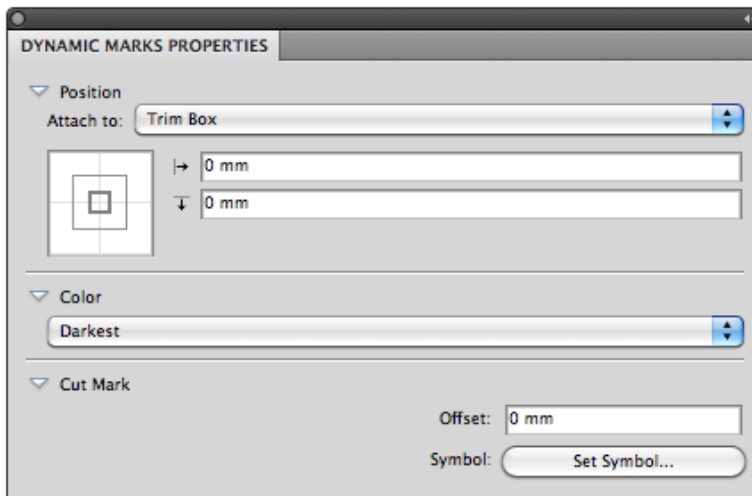 DYNAMIC MARKS PROPERTIES
Position
Attach to: Trim Box
0 mm
0 mm
Color
Darkest
Cut Mark
Offset: 0 mm
Symbol: Set Symbol...